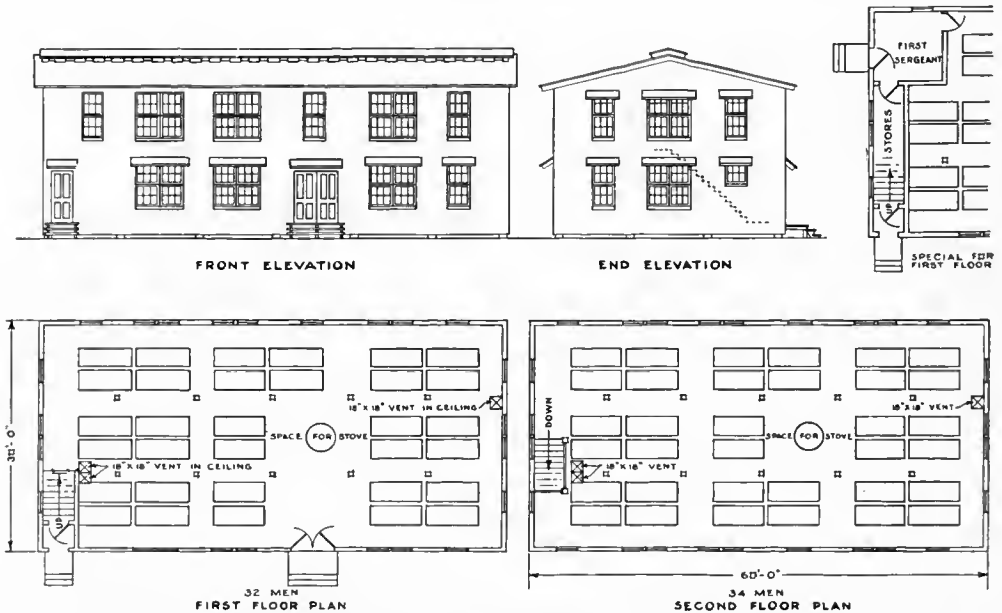 FIRST
SERGEANT
STORES
UP
FRONT ELEVATION
END ELEVATION
SPECIAL FOR
FIRST FLOOR
30'-0"
18"X18" VENT IN CEILING
SPACE FOR STOVE
18"X18" VENT IN CEILING
UP
32 MEN
FIRST FLOOR PLAN
18"X18" VENT
DOWN
SPACE FOR STOVE
18"X18" VENT
60'-0"
34 MEN
SECOND FLOOR PLAN